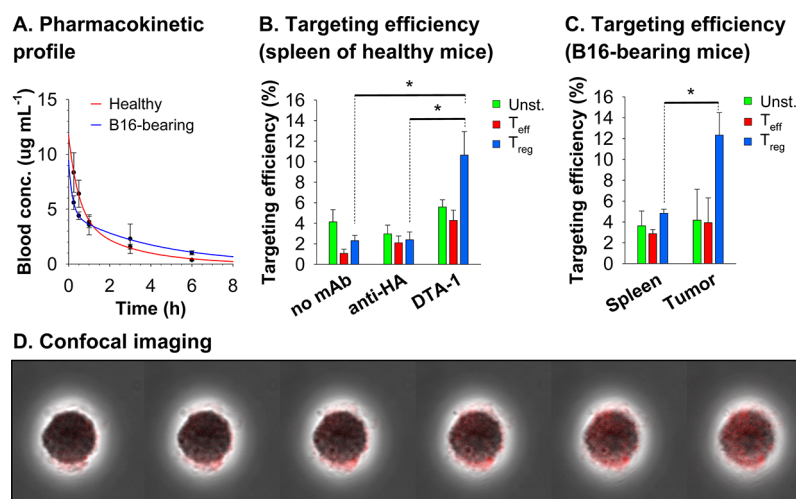 A. Pharmacokinetic
profile
Blood conc. (ug mL⁻¹)
15
10
5
0
Healthy
B16-bearing
0 2 4 6 8
Time (h)
B. Targeting efficiency
(spleen of healthy mice)
Targeting efficiency (%)
16
14
12
10
8
6
4
2
0
*
*
Unst.
Teff
Treg
no mAb
anti-HA
DTA-1
C. Targeting efficiency
(B16-bearing mice)
Targeting efficiency (%)
16
14
12
10
8
6
4
2
0
*
Unst.
Teff
Treg
Spleen
Tumor
D. Confocal imaging